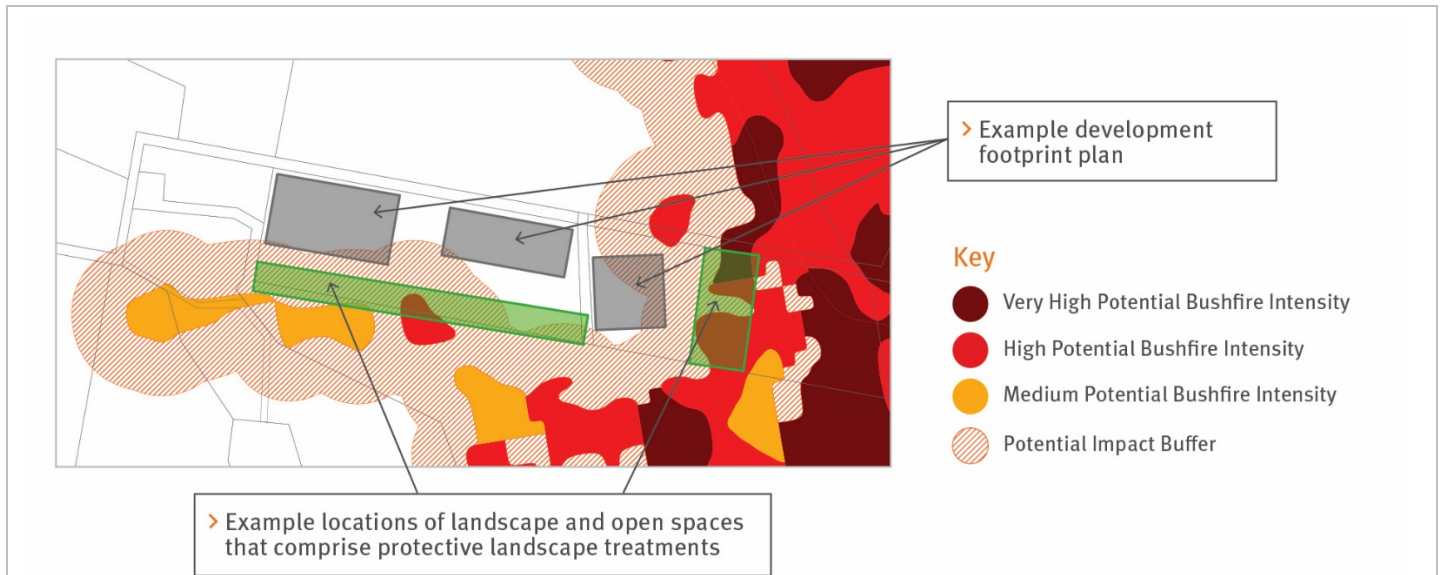 > Example development
footprint plan
Key
Very High Potential Bushfire Intensity
High Potential Bushfire Intensity
Medium Potential Bushfire Intensity
Potential Impact Buffer
> Example locations of landscape and open spaces
that comprise protective landscape treatments